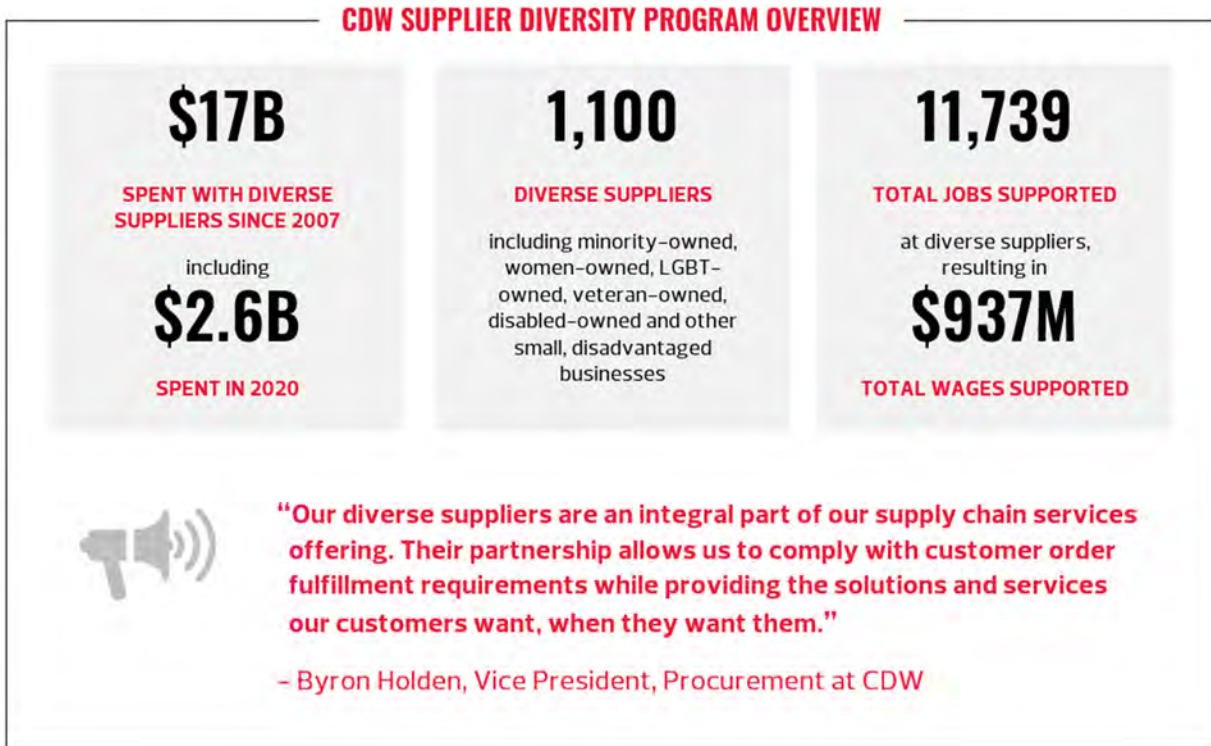 CDW SUPPLIER DIVERSITY PROGRAM OVERVIEW
$17B
SPENT WITH DIVERSE
SUPPLIERS SINCE 2007
including
$2.6B
SPENT IN 2020
1,100
DIVERSE SUPPLIERS
including minority-owned,
women-owned, LGBT-
owned, veteran-owned,
disabled-owned and other
small, disadvantaged
businesses
11,739
TOTAL JOBS SUPPORTED
at diverse suppliers,
resulting in
$937M
TOTAL WAGES SUPPORTED
“Our diverse suppliers are an integral part of our supply chain services
offering. Their partnership allows us to comply with customer order
fulfillment requirements while providing the solutions and services
our customers want, when they want them.”
– Byron Holden, Vice President, Procurement at CDW